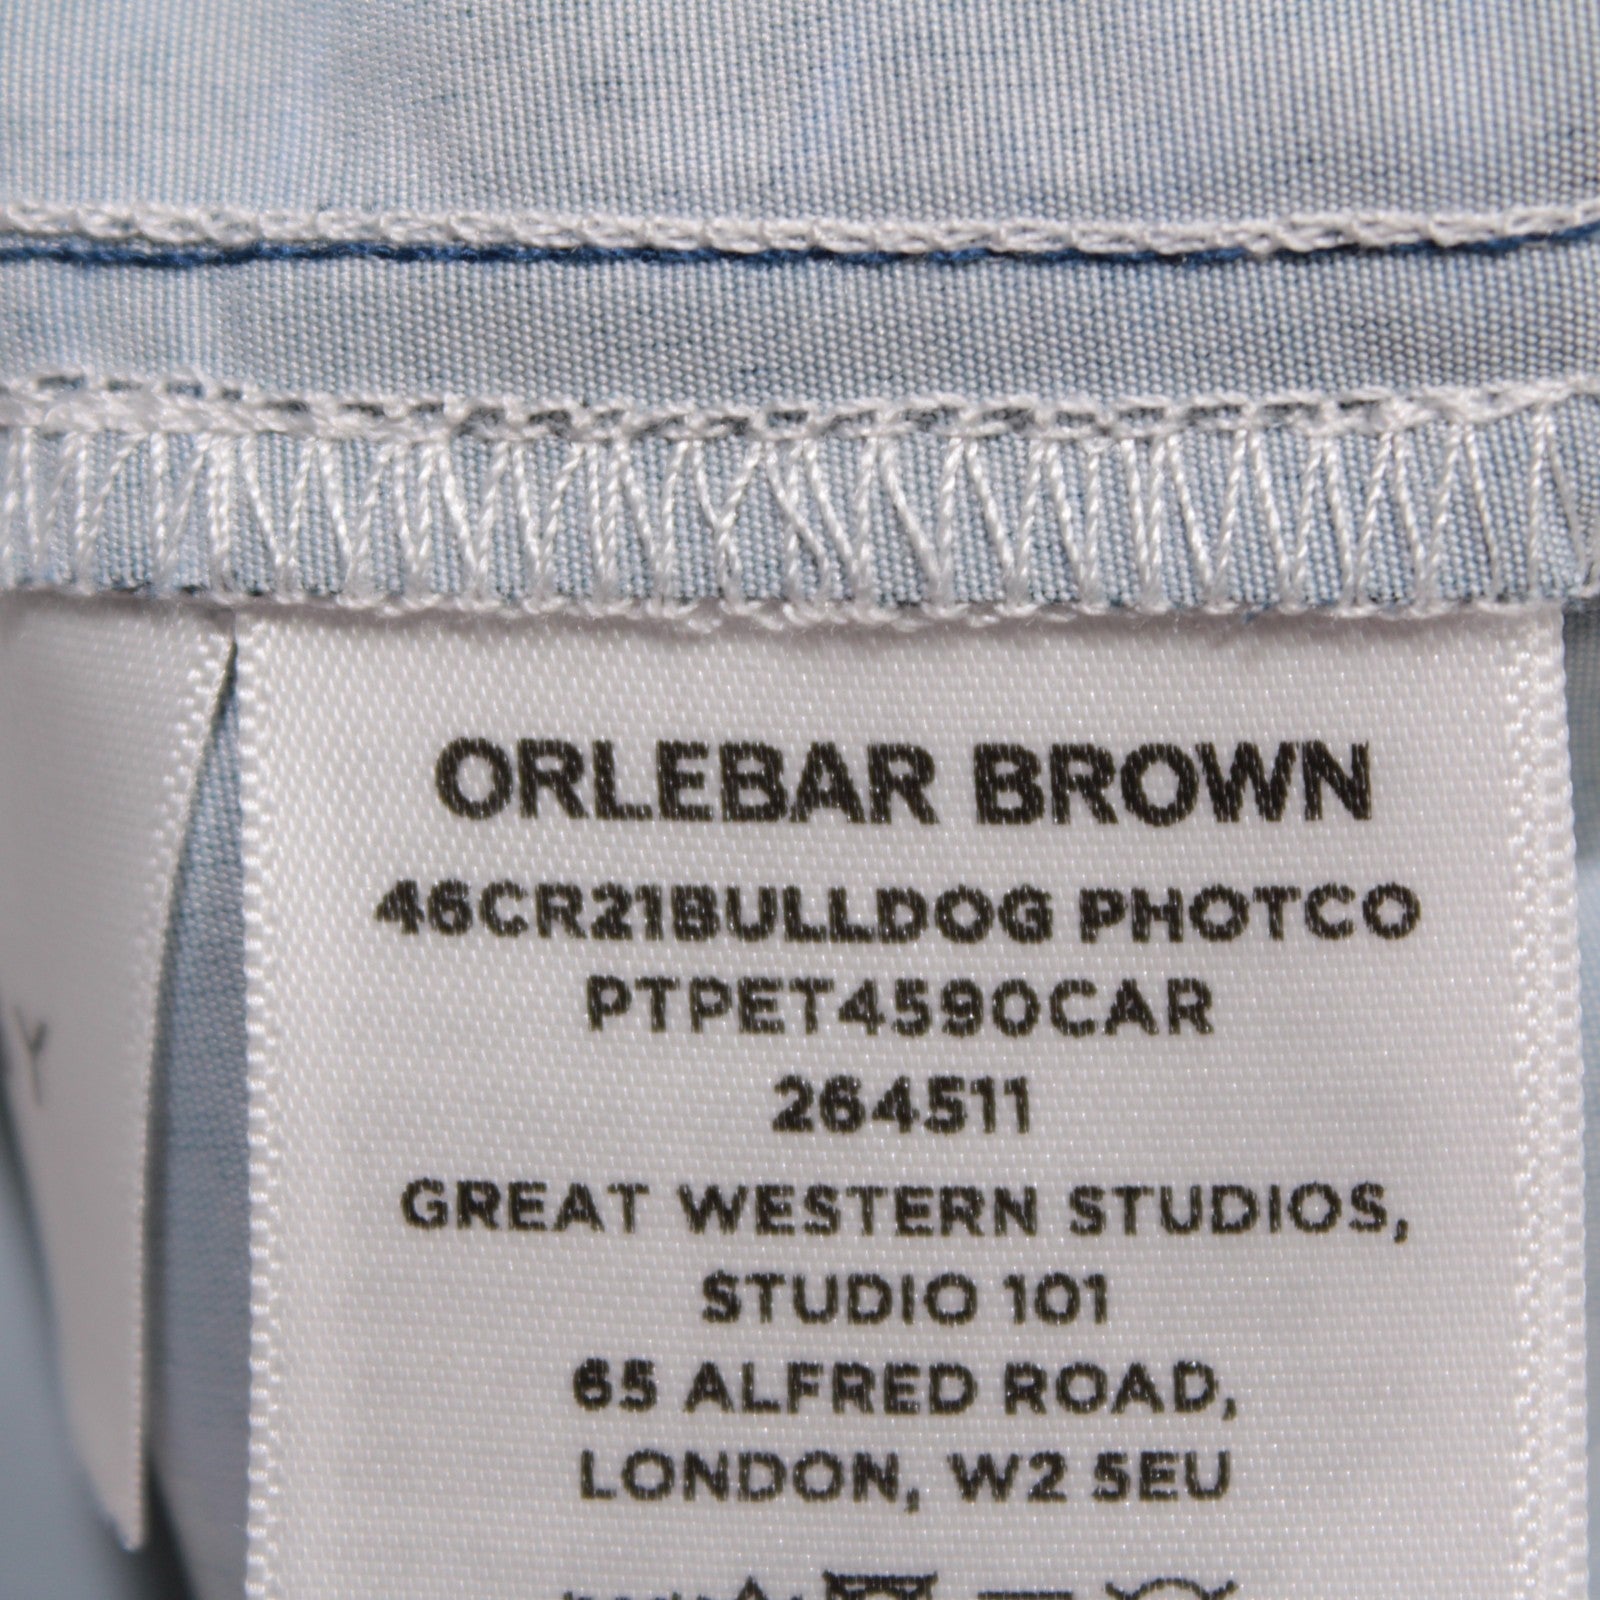 ORLEBAR BROWN
46CR21BULLDOG PHOTCO
PTPET4590CAR
264511
GREAT WESTERN STUDIOS,
STUDIO 101
65 ALFRED ROAD,
LONDON, W2 5EU
Y